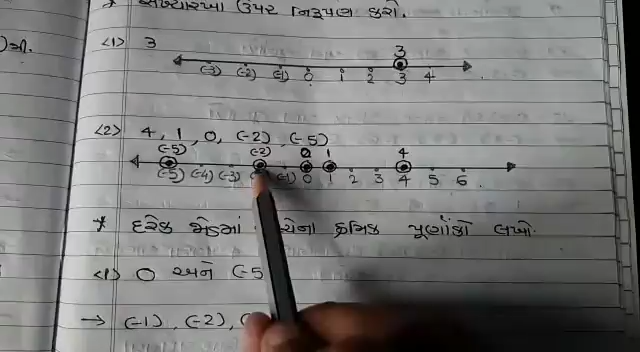 * સંખ્યારેખા ઉપર નિરૂપણ કરો.
<1> 3
3
(-3) (-2) (-1) 0 1 2 3 4
<2> 4, 1, 0, (-2), (-5)
(-5) (-2) 0 1 4
(-5) (-4) (-3) (-1) 0 1 2 3 4 5 6
* દરેક જોડમાં ક્રમિક પૂર્ણાંકો લખો.
<1> 0 અને (-5
→ (-1), (-2), (